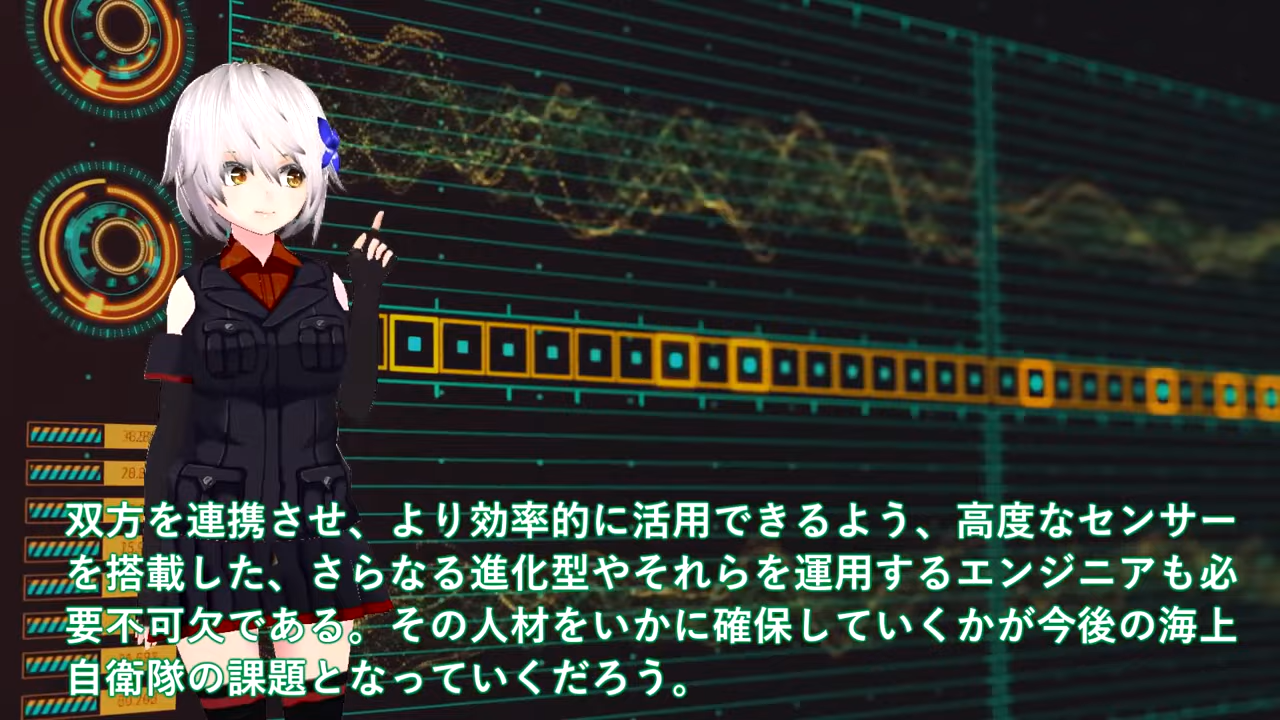 双方を連携させ、より効率的に活用できるよう、高度なセンサー
を搭載した、さらなる進化型やそれらを運用するエンジニアも必
要不可欠である。その人材をいかに確保していくかが今後の海上
自衛隊の課題となっていくだろう。